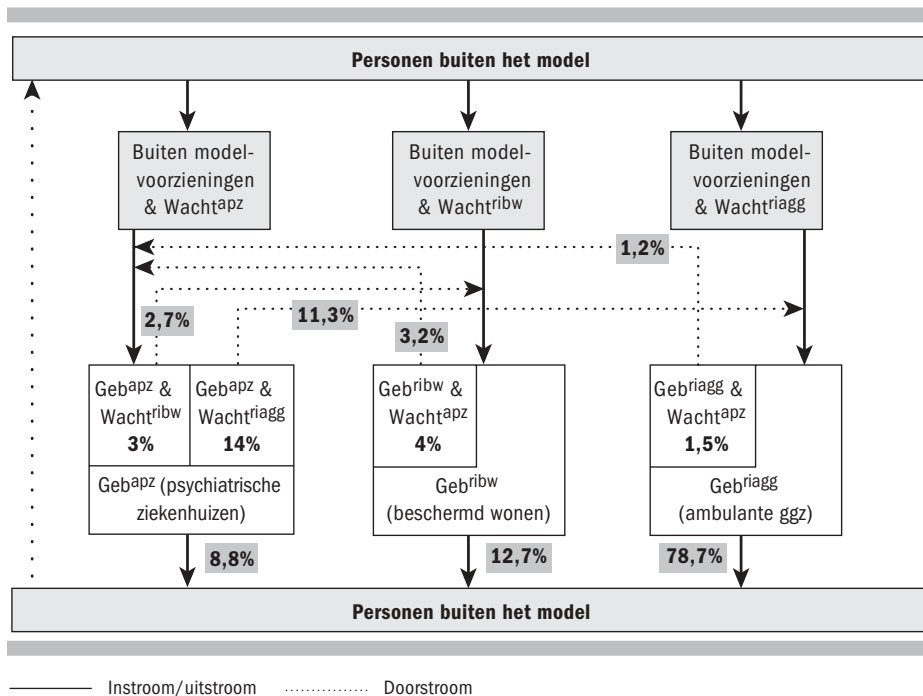 Personen buiten het model
Buiten model-
voorzieningen
& Wachtapz
Buiten model-
voorzieningen
& Wachtribw
Buiten model-
voorzieningen
& Wachtriagg
1,2%
2,7%
11,3%
3,2%
Gebapz &
Wachtribw
3%
Gebapz &
Wachtriagg
14%
Gebapz (psychiatrische
ziekenhuizen)
Gebribw &
Wachtapz
4%
Gebribw
(beschermd wonen)
Gebriagg &
Wachtapz
1,5%
Gebriagg
(ambulante ggz)
8,8%
12,7%
78,7%
Personen buiten het model
Instroom/uitstroom
Doorstroom